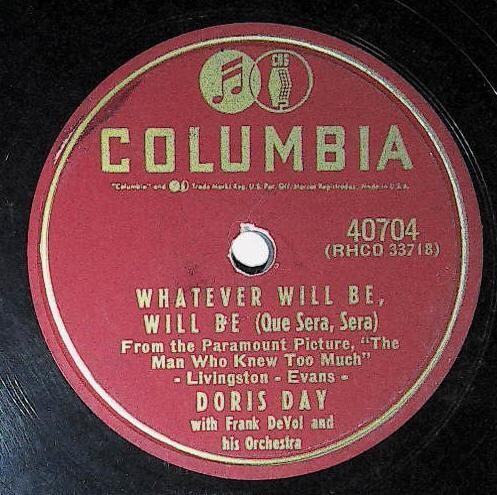 CBS
COLUMBIA
"Columbia" and Trade Marks Reg. U.S. Pat. Off. Marcas Registradas. Made in U.S.A.
40704
(RHCO 33718)
WHATEVER WILL BE,
WILL BE (Que Sera, Sera)
From the Paramount Picture, "The
Man Who Knew Too Much"
- Livingston - Evans -
DORIS DAY
with Frank DeVol and
his Orchestra